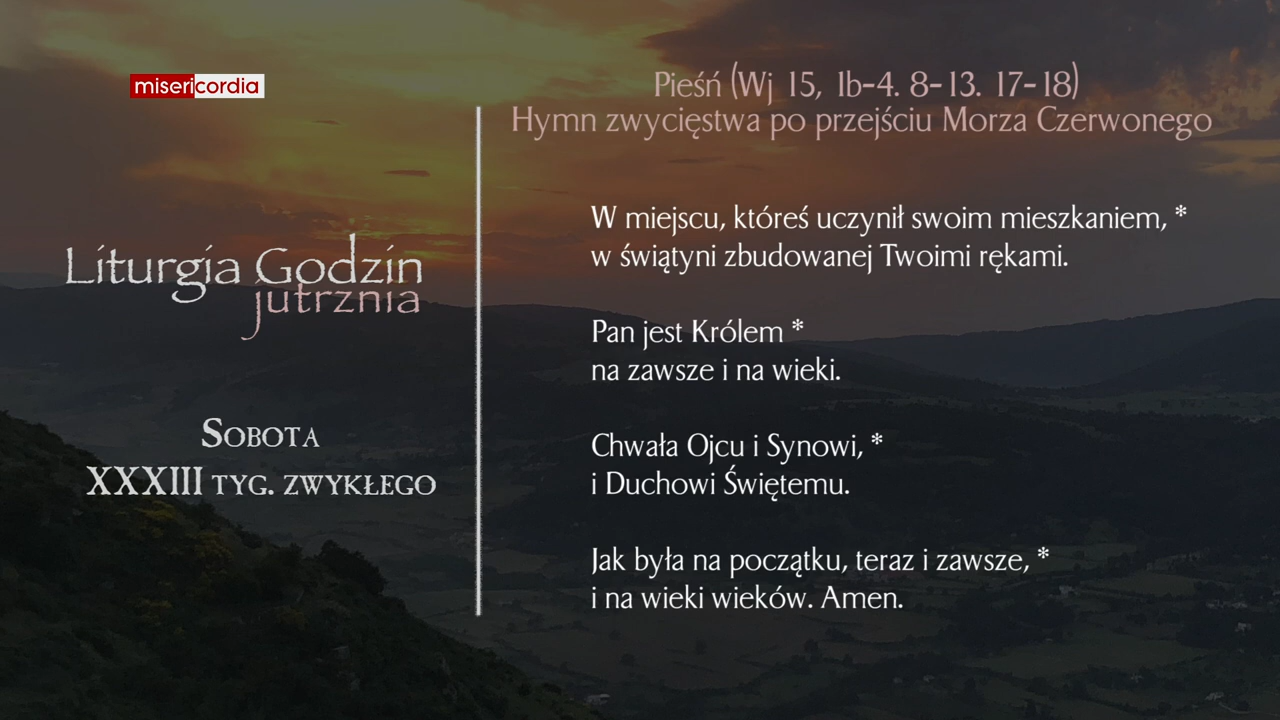 misericordia
Liturgia Godzin
jutrznia
Sobota
XXXIII tyg. zwykłego
Pieśń (Wj 15, 1b-4. 8-13. 17-18)
Hymn zwycięstwa po przejściu Morza Czerwonego
W miejscu, któreś uczynił swoim mieszkaniem, *
w świątyni zbudowanej Twoimi rękami.
Pan jest Królem *
na zawsze i na wieki.
Chwała Ojcu i Synowi, *
i Duchowi Świętemu.
Jak była na początku, teraz i zawsze, *
i na wieki wieków. Amen.